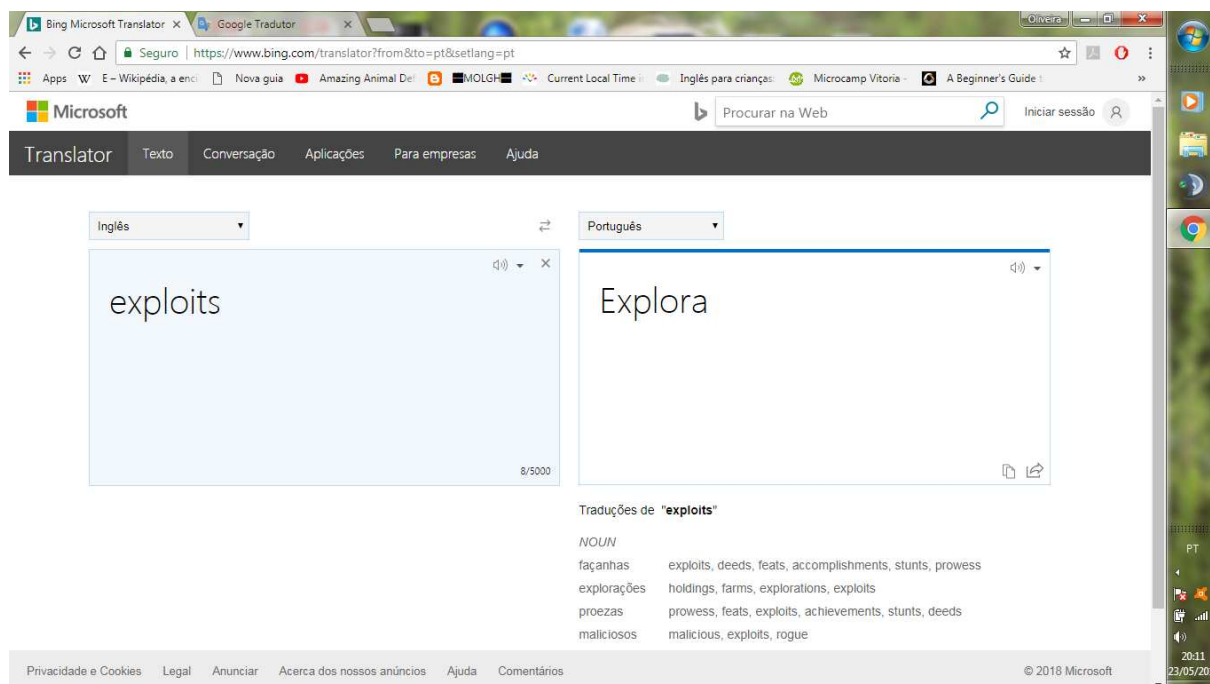 Bing Microsoft Translator
Google Tradutor
Oliveira
Seguro | https://www.bing.com/translator?from&to=pt&setlang=pt
Apps W E – Wikipédia, a enci Nova guia Amazing Animal De MOLGH Current Local Time Inglês para crianças: Microcamp Vitoria - A Beginner's Guide »
Microsoft
Procurar na Web
Iniciar sessão
Translator Texto Conversação Aplicações Para empresas Ajuda
Inglês
Português
exploits
Explora
8/5000
Traduções de "exploits"
NOUN
façanhas exploits, deeds, feats, accomplishments, stunts, prowess
explorações holdings, farms, explorations, exploits
proezas prowess, feats, exploits, achievements, stunts, deeds
maliciosos malicious, exploits, rogue
Privacidade e Cookies Legal Anunciar Acerca dos nossos anúncios Ajuda Comentários © 2018 Microsoft
PT
20:11
23/05/20